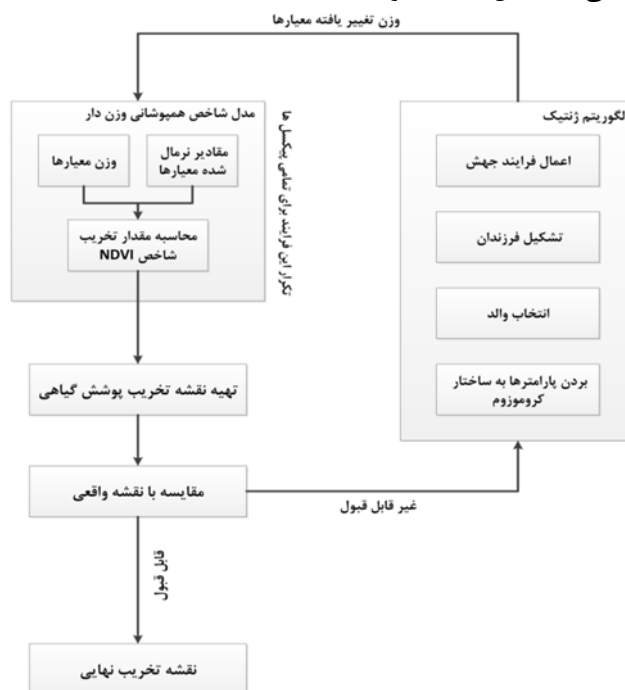 وزن تغییر یافته معیارها
مدل شاخص همپوشانی وزن دار
مقادیر نرمال
شده معیارها
وزن معیارها
محاسبه مقدار تخریب
شاخص NDVI
تکرار این فرایند برای تمامی پیکسل ها
لگوریتم ژنتیک
اعمال فرایند جهش
تشکیل فرزندان
انتخاب والد
بردن پارامترها به ساختار
کروموزوم
تهیه نقشه تخریب پوشش گیاهی
مقایسه با نقشه واقعی
غیر قابل قبول
قابل قبول
نقشه تخریب نهایی